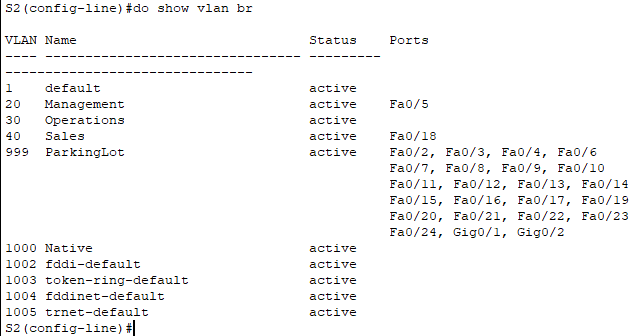 S2(config-line)#do show vlan br
VLAN Name                             Status    Ports
---- -------------------------------- ---------
-------------------------------
1    default                          active
20   Management                       active    Fa0/5
30   Operations                       active
40   Sales                            active    Fa0/18
999  ParkingLot                       active    Fa0/2, Fa0/3, Fa0/4, Fa0/6
                                                Fa0/7, Fa0/8, Fa0/9, Fa0/10
                                                Fa0/11, Fa0/12, Fa0/13, Fa0/14
                                                Fa0/15, Fa0/16, Fa0/17, Fa0/19
                                                Fa0/20, Fa0/21, Fa0/22, Fa0/23
                                                Fa0/24, Gig0/1, Gig0/2
1000 Native                           active
1002 fddi-default                     active
1003 token-ring-default               active
1004 fddinet-default                  active
1005 trnet-default                    active
S2(config-line)#